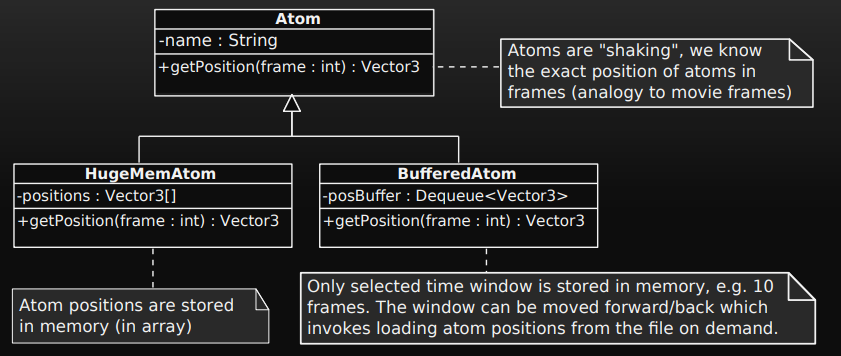 Atom
-name : String
+getPosition(frame : int) : Vector3
Atoms are "shaking", we know
the exact position of atoms in
frames (analogy to movie frames)
HugeMemAtom
-positions : Vector3[]
+getPosition(frame : int) : Vector3
BufferedAtom
-posBuffer : Dequeue<Vector3>
+getPosition(frame : int) : Vector3
Atom positions are stored
in memory (in array)
Only selected time window is stored in memory, e.g. 10
frames. The window can be moved forward/back which
invokes loading atom positions from the file on demand.